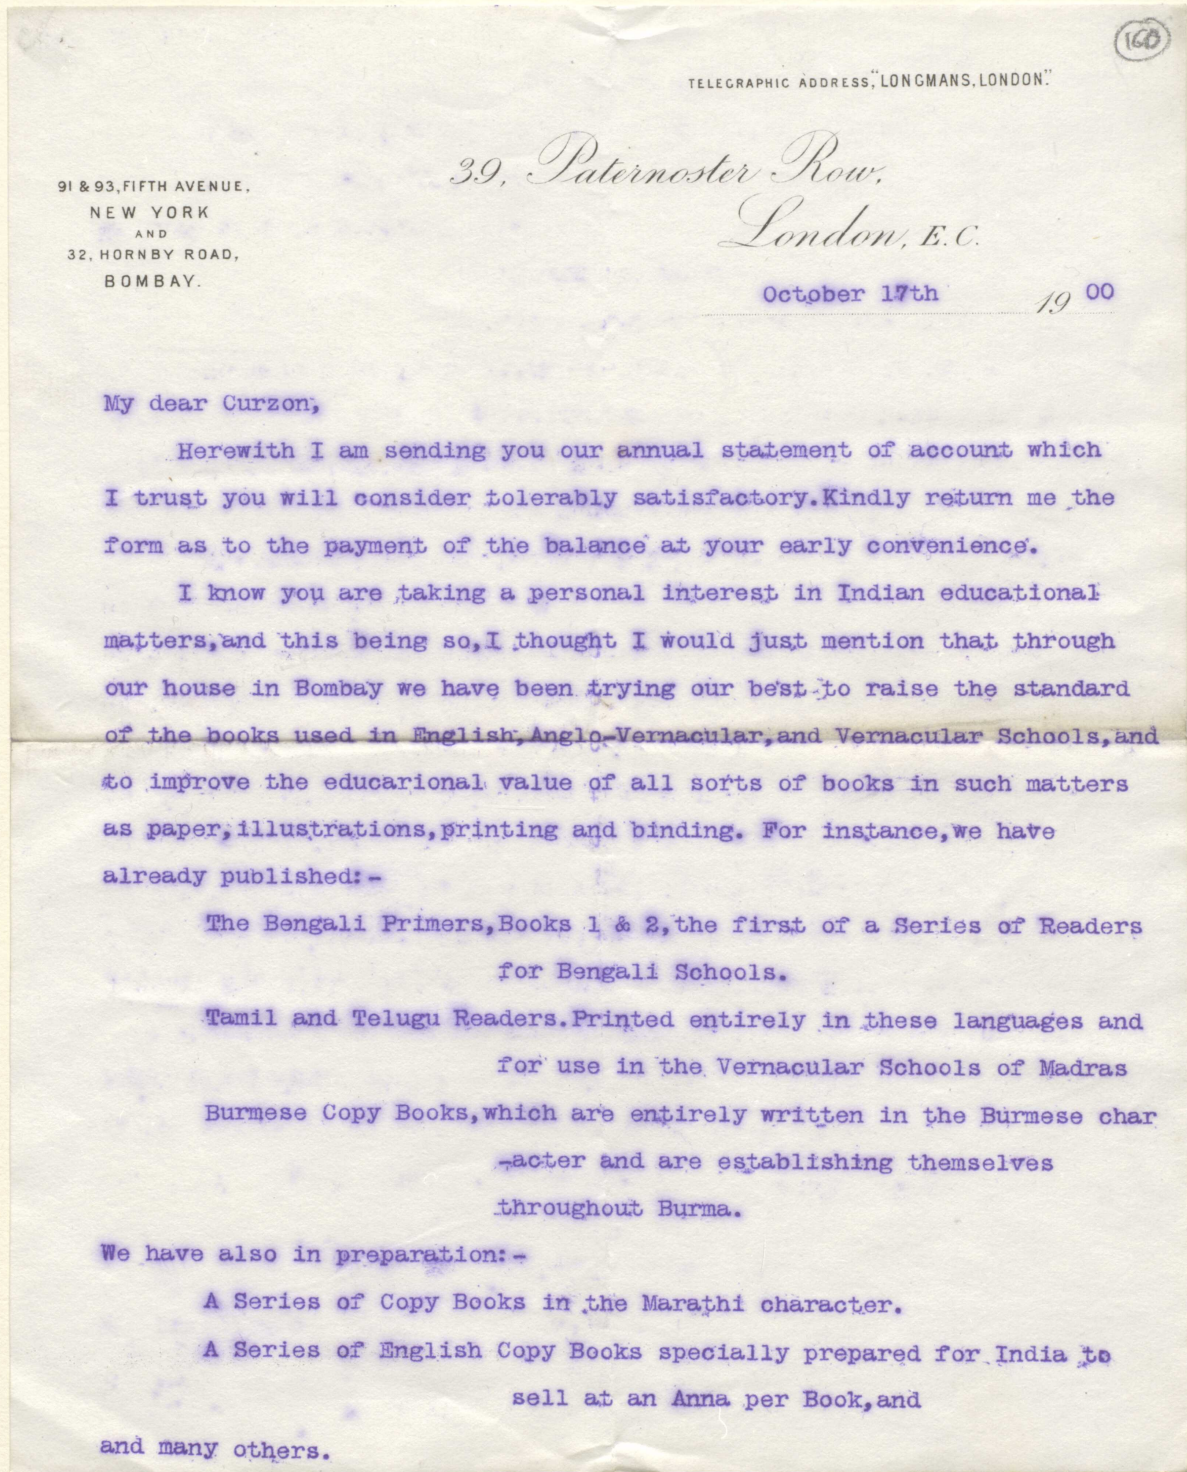 160
TELEGRAPHIC ADDRESS, "LONGMANS, LONDON."
39, Paternoster Row,
London, E.C.
91 & 93, FIFTH AVENUE,
NEW YORK
AND
32, HORNBY ROAD,
BOMBAY.
October 17th 1900
My dear Curzon,
Herewith I am sending you our annual statement of account which
I trust you will consider tolerably satisfactory.Kindly return me the
form as to the payment of the balance at your early convenience.
I know you are taking a personal interest in Indian educational
matters,and this being so,I thought I would just mention that through
our house in Bombay we have been trying our best to raise the standard
of the books used in English,Anglo-Vernacular,and Vernacular Schools,and
to improve the educarional value of all sorts of books in such matters
as paper,illustrations,printing and binding. For instance,we have
already published:-
The Bengali Primers,Books 1 & 2,the first of a Series of Readers
for Bengali Schools.
Tamil and Telugu Readers.Printed entirely in these languages and
for use in the Vernacular Schools of Madras
Burmese Copy Books,which are entirely written in the Burmese char
-acter and are establishing themselves
throughout Burma.
We have also in preparation:-
A Series of Copy Books in the Marathi character.
A Series of English Copy Books specially prepared for India to
sell at an Anna per Book,and
and many others.